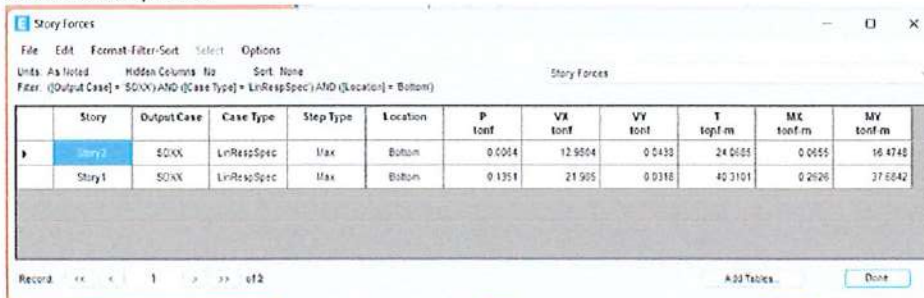 E Story Forces
File Edit Format-Filter-Sort Select Options
Units: As Noted Hidden Columns: No Sort: None Story Forces
Filter: ([Output Case] = 'SDXX') AND ([Case Type] = 'LinRespSpec') AND ([Location] = 'Bottom')
Story Output Case Case Type Step Type Location P tonf VX tonf VY tonf T tonf-m MX tonf-m MY tonf-m
Story2 SDXX LinRespSpec Max Bottom 0.0064 12.9504 0.0438 24.0685 0.0655 16.4748
Story1 SDXX LinRespSpec Max Bottom 0.1351 21.985 0.0318 40.3101 0.2626 37.6842
Record: << < 1 > >> of 2 Add Tables... Done